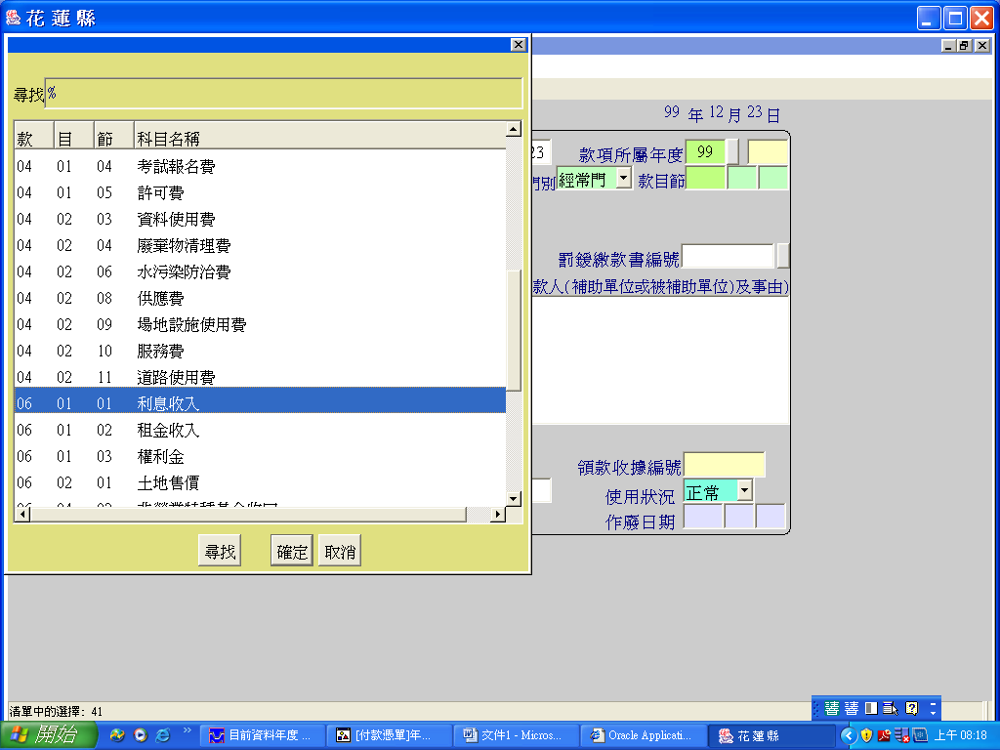 花蓮縣
尋找 %
款 目 節 科目名稱
04 01 04 考試報名費
04 01 05 許可費
04 02 03 資料使用費
04 02 04 廢棄物清理費
04 02 06 水污染防治費
04 02 08 供應費
04 02 09 場地設施使用費
04 02 10 服務費
04 02 11 道路使用費
06 01 01 利息收入
06 01 02 租金收入
06 01 03 權利金
06 02 01 土地售價
尋找 確定 取消
99 年 12 月 23 日
23 款項所屬年度 99
門別 經常門 款目節
罰鍰繳款書編號
款人(補助單位或被補助單位)及事由)
領款收據編號
使用狀況 正常
作廢日期
清單中的選擇: 41
開始 目前資料年度 ... [付款憑單]年... 文件1 - Micros... Oracle Applicati... 花蓮縣 上午 08:18